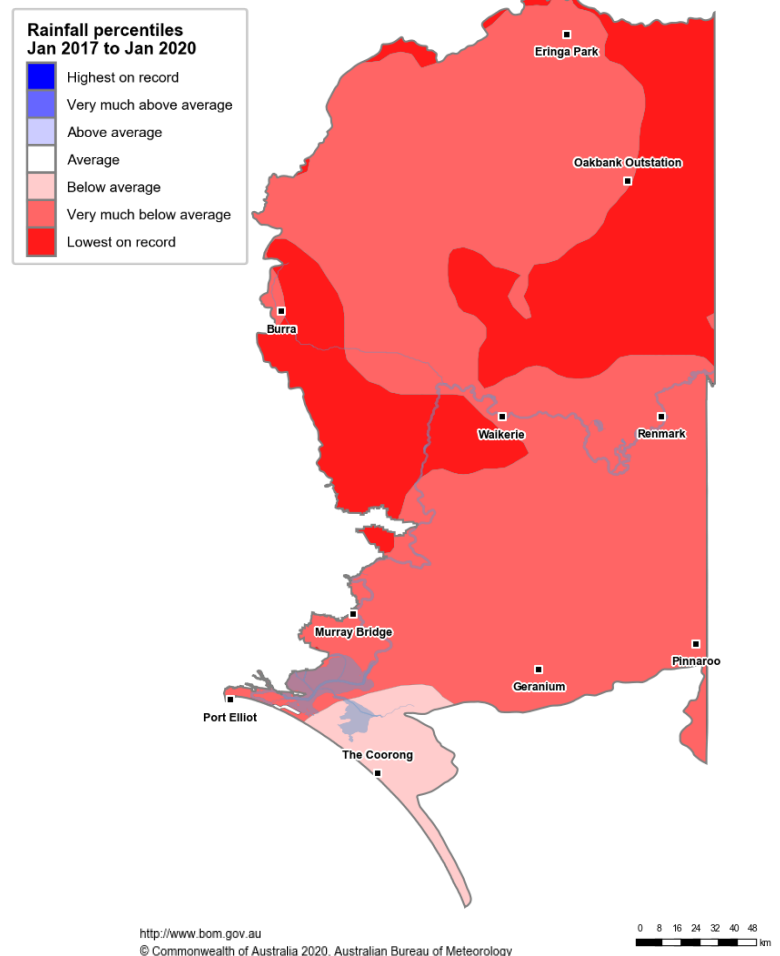 Rainfall percentiles
Jan 2017 to Jan 2020
Highest on record
Very much above average
Above average
Average
Below average
Very much below average
Lowest on record
Eringa Park
Oakbank Outstation
Burra
Waikerie
Renmark
Murray Bridge
Pinnaroo
Geranium
Port Elliot
The Coorong
0 8 16 24 32 40 48
km
http://www.bom.gov.au
© Commonwealth of Australia 2020, Australian Bureau of Meteorology